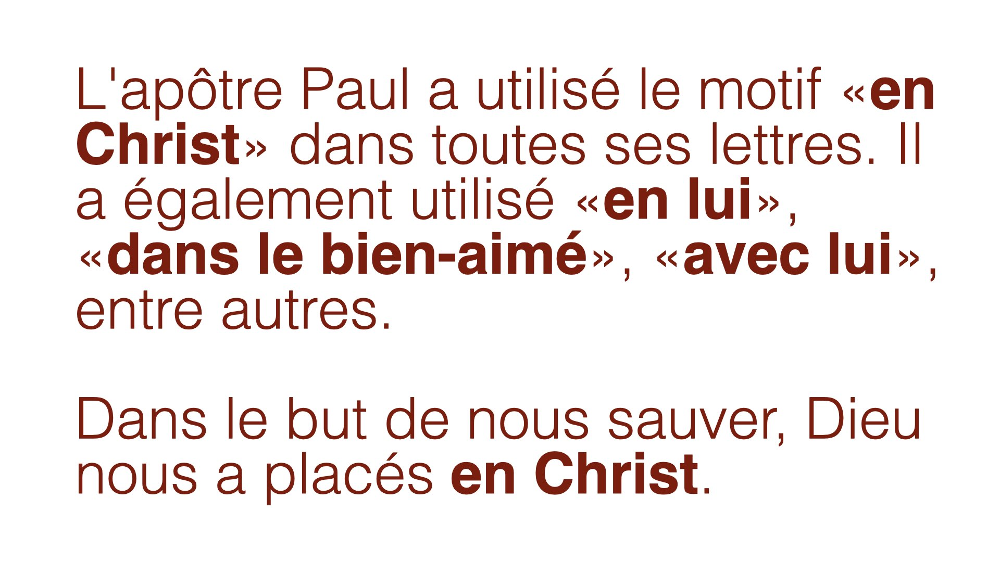 L'apôtre Paul a utilisé le motif «en
Christ» dans toutes ses lettres. Il
a également utilisé «en lui»,
«dans le bien-aimé», «avec lui»,
entre autres.
Dans le but de nous sauver, Dieu
nous a placés en Christ.